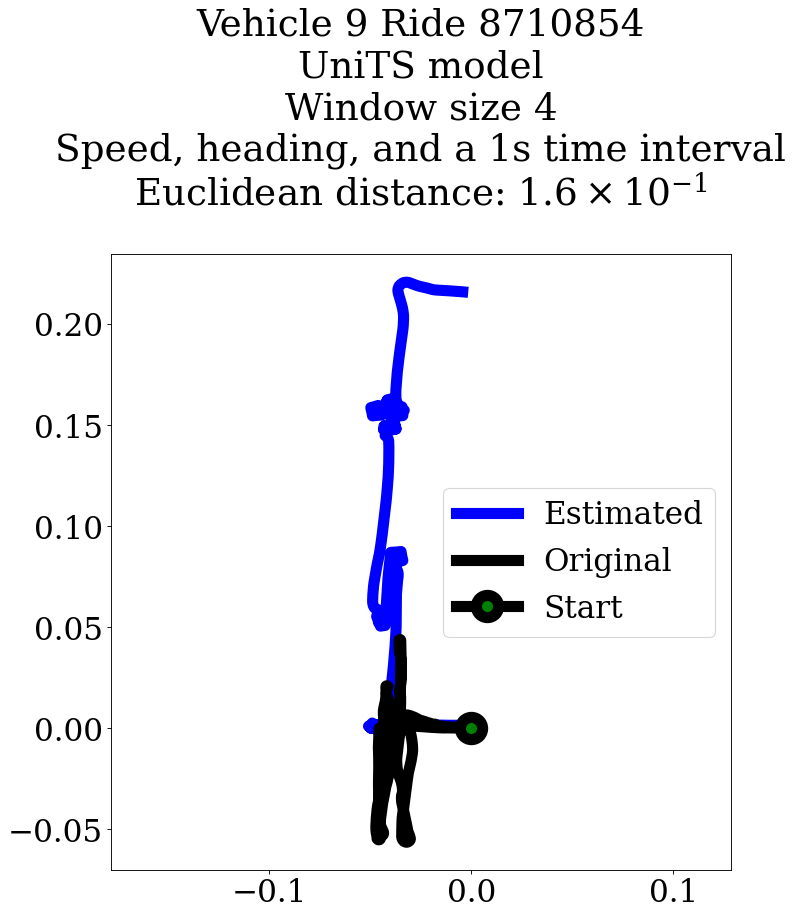 Vehicle 9 Ride 8710854
UniTS model
Window size 4
Speed, heading, and a 1s time interval
Euclidean distance: $1.6 \times 10^{-1}$
0.20
0.15
0.10
0.05
0.00
−0.05
Estimated
Original
Start
−0.1
0.0
0.1